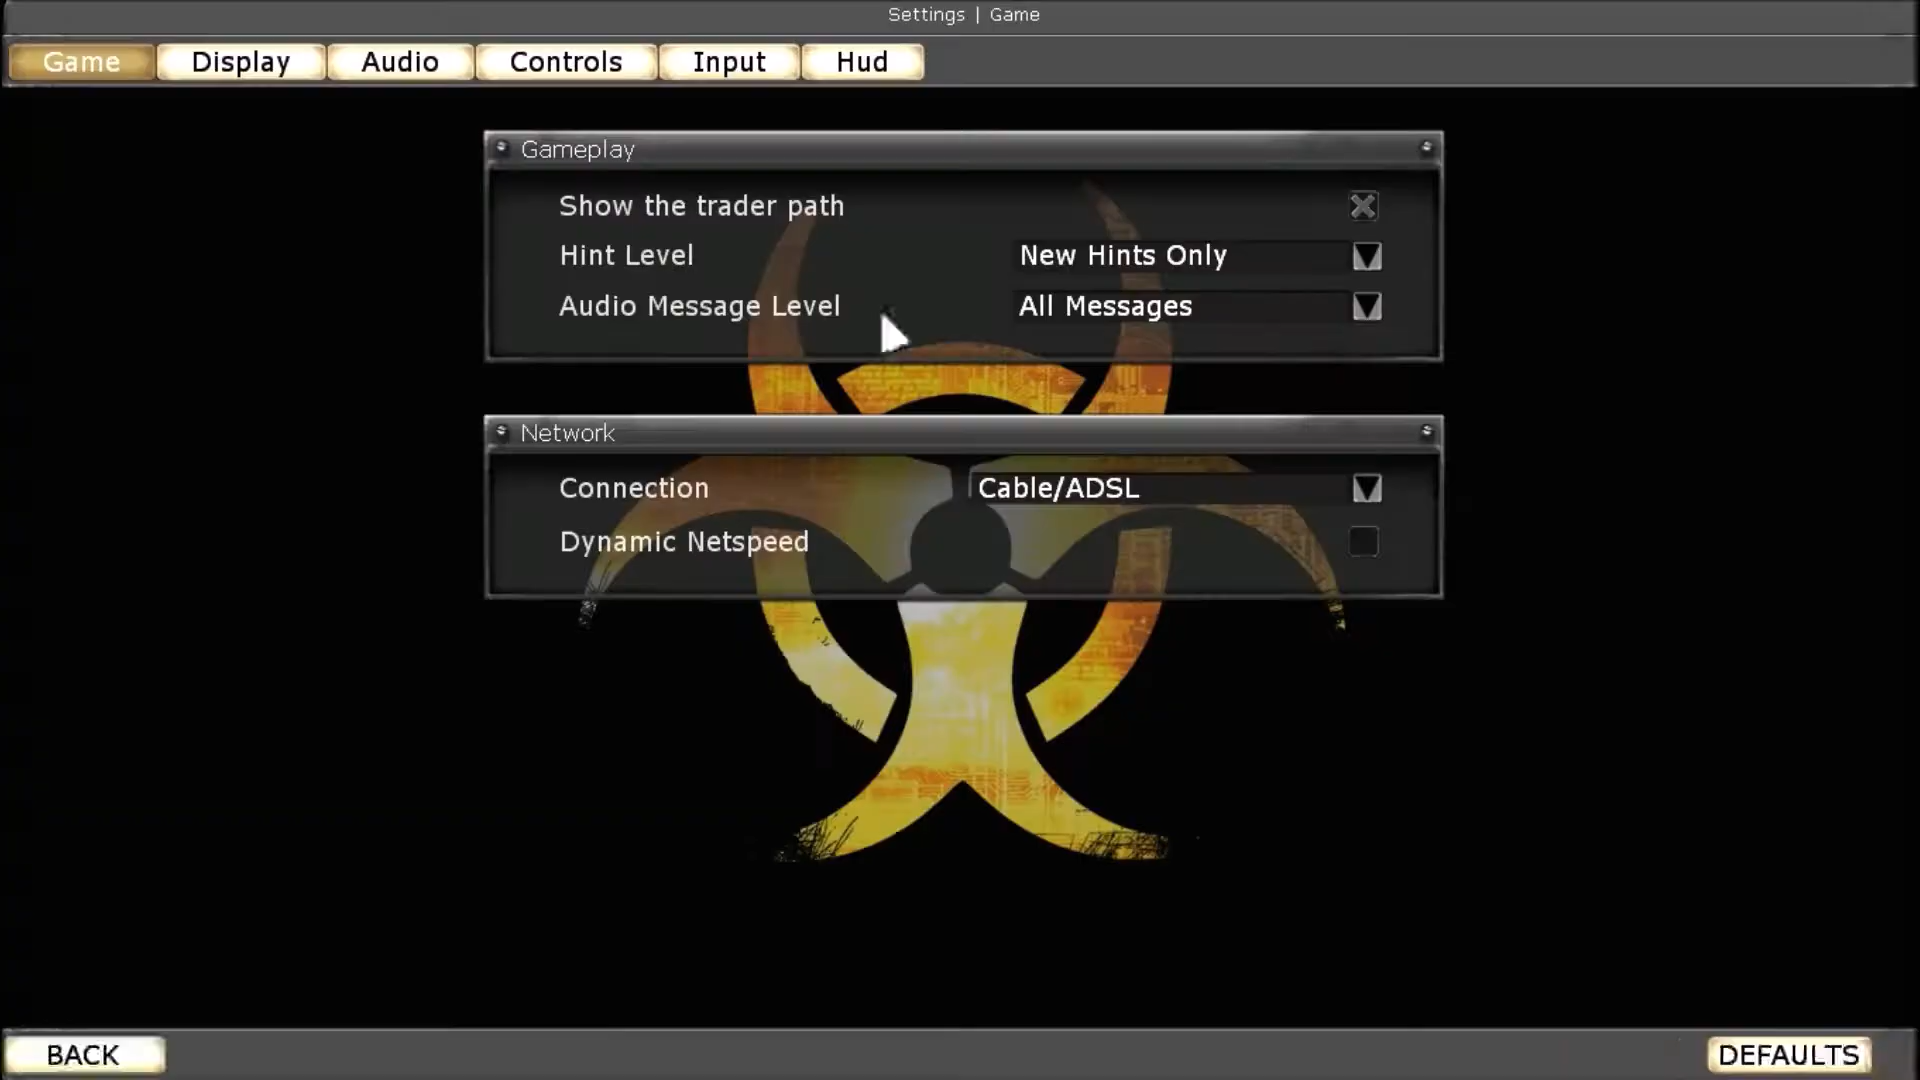 Settings | Game
Game Display Audio Controls Input Hud
Gameplay
Show the trader path
Hint Level New Hints Only
Audio Message Level All Messages
Network
Connection Cable/ADSL
Dynamic Netspeed
BACK DEFAULTS